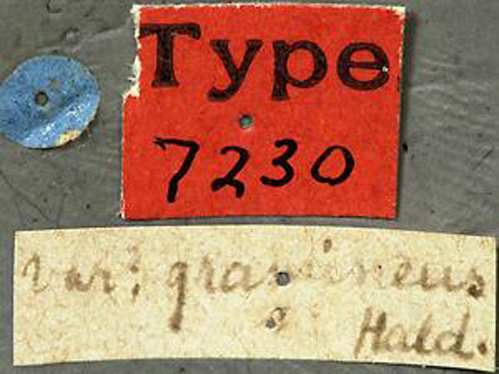 Type
7230
var? gramineus
Hald.